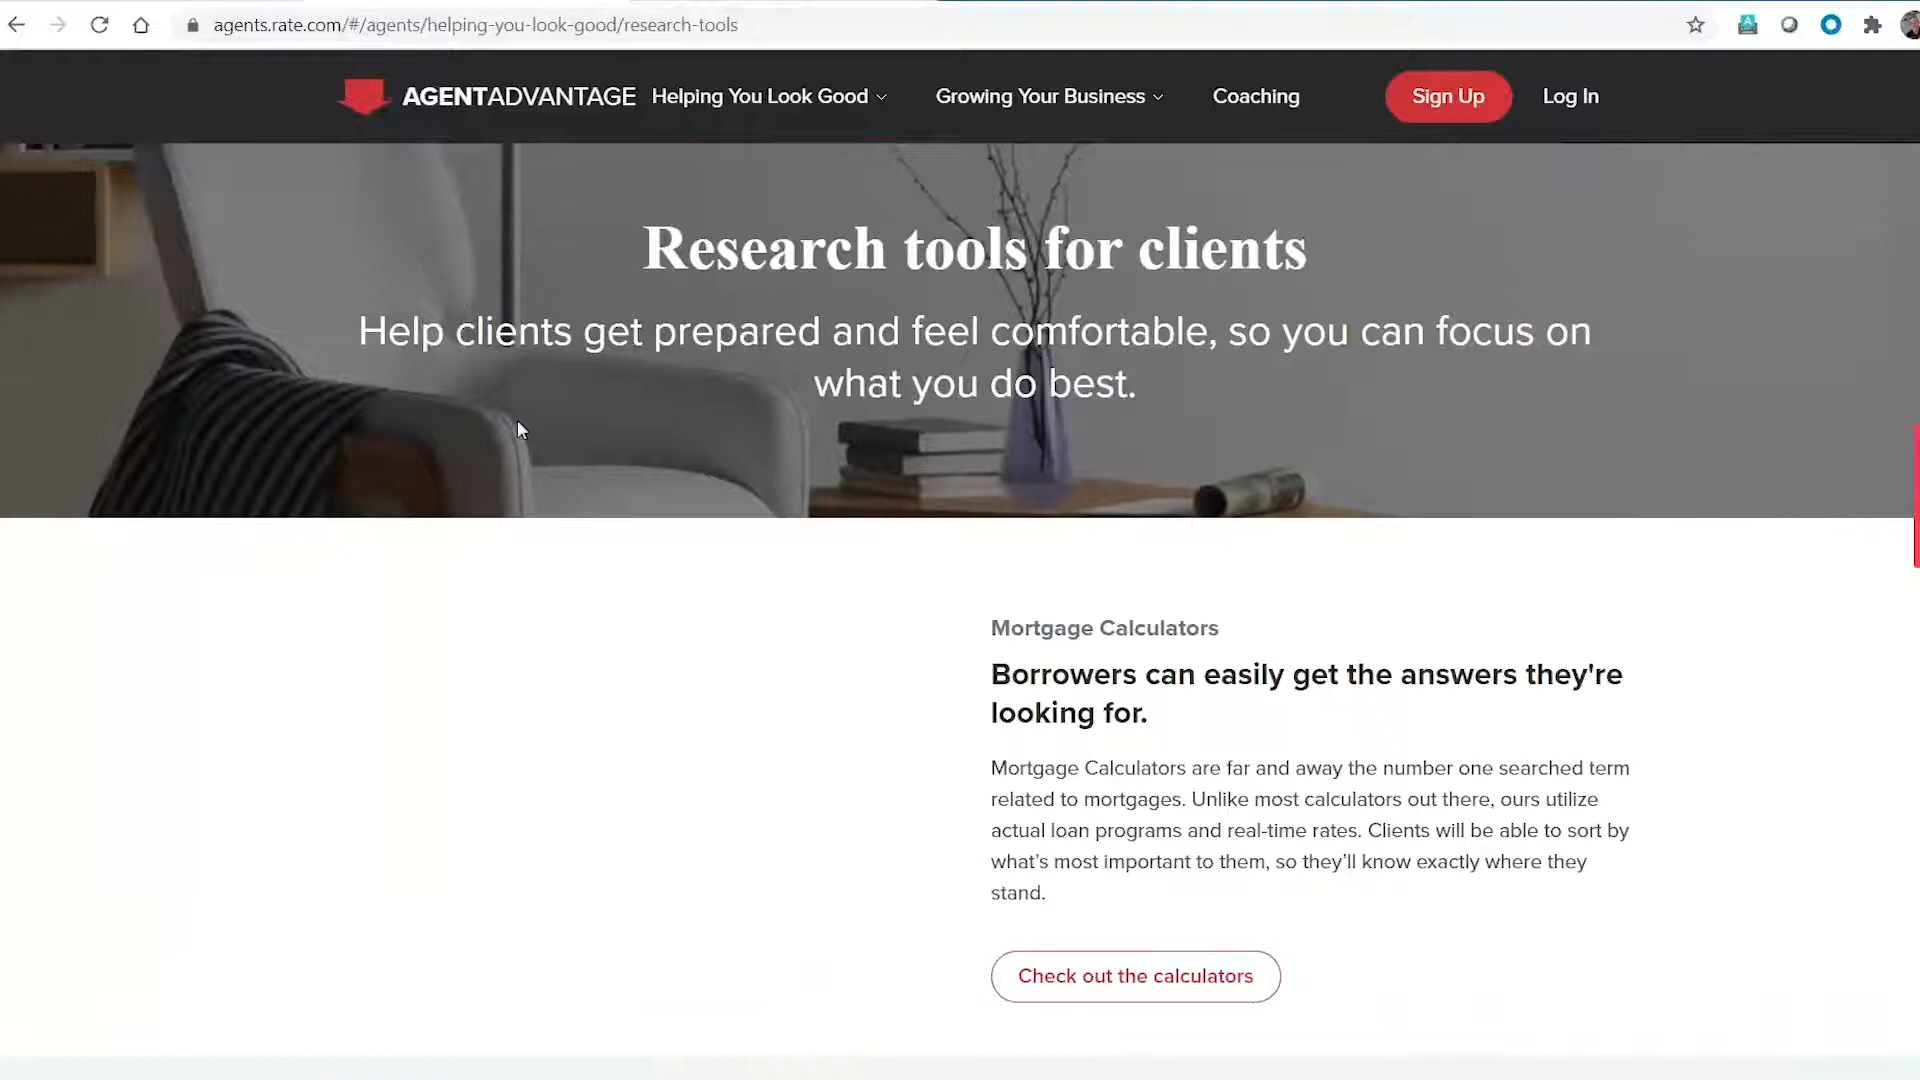 agents.rate.com/#/agents/helping-you-look-good/research-tools
AGENTADVANTAGE Helping You Look Good Growing Your Business Coaching Sign Up Log In
Research tools for clients
Help clients get prepared and feel comfortable, so you can focus on
what you do best.
Mortgage Calculators
Borrowers can easily get the answers they're
looking for.
Mortgage Calculators are far and away the number one searched term
related to mortgages. Unlike most calculators out there, ours utilize
actual loan programs and real-time rates. Clients will be able to sort by
what’s most important to them, so they’ll know exactly where they
stand.
Check out the calculators